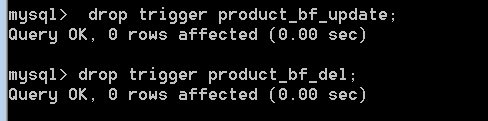 mysql>  drop trigger product_bf_update;
Query OK, 0 rows affected (0.00 sec)
mysql> drop trigger product_bf_del;
Query OK, 0 rows affected (0.00 sec)